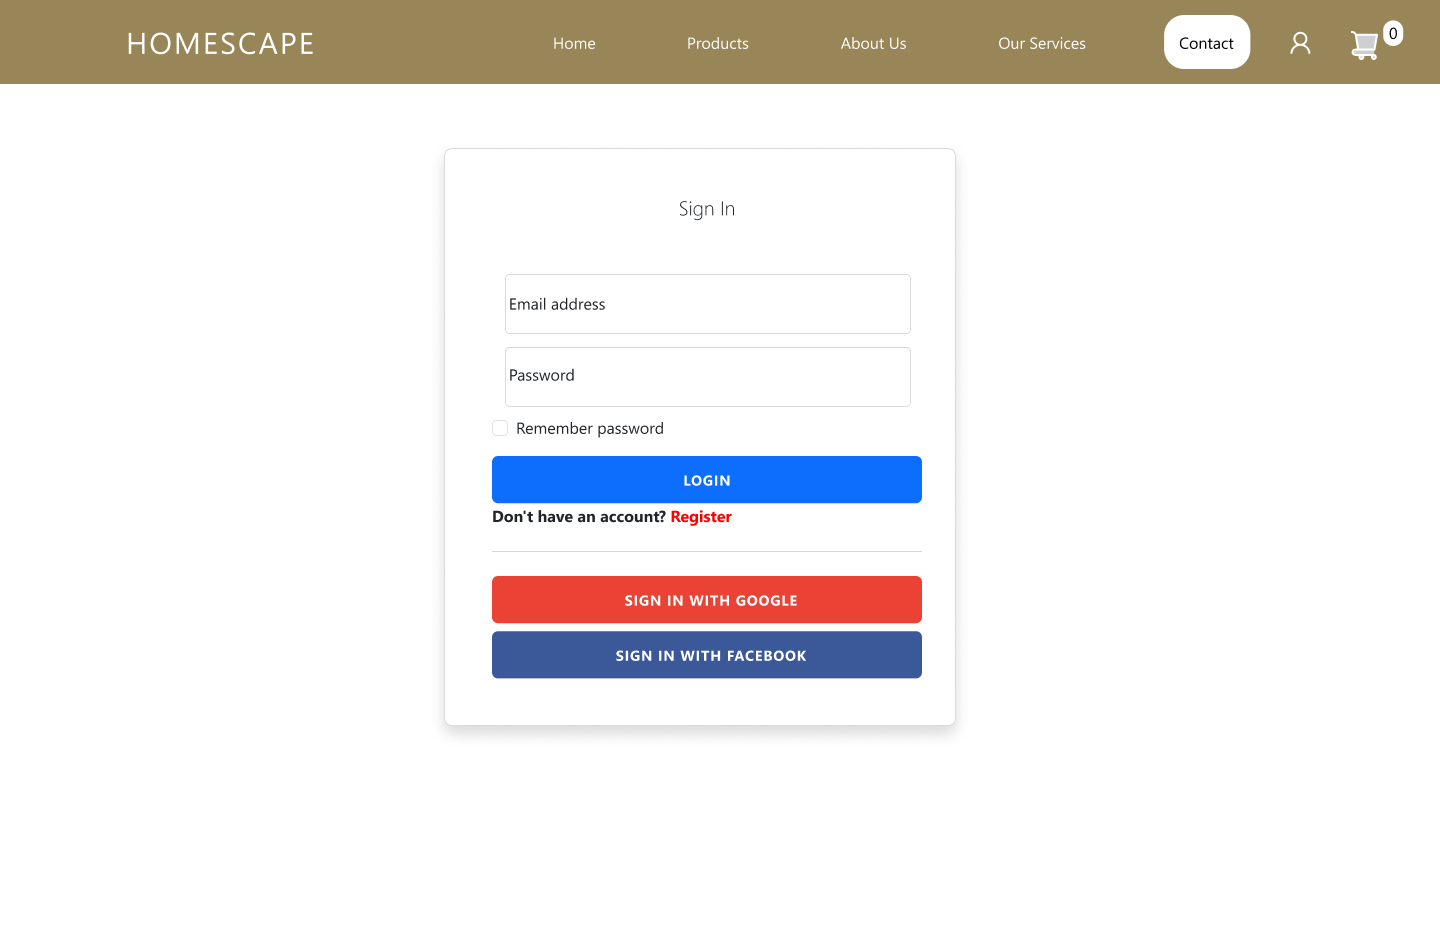 HOMESCAPE
Home
Products
About Us
Our Services
Contact
0
Sign In
Email address
Password
Remember password
LOGIN
Don't have an account? Register
SIGN IN WITH GOOGLE
SIGN IN WITH FACEBOOK